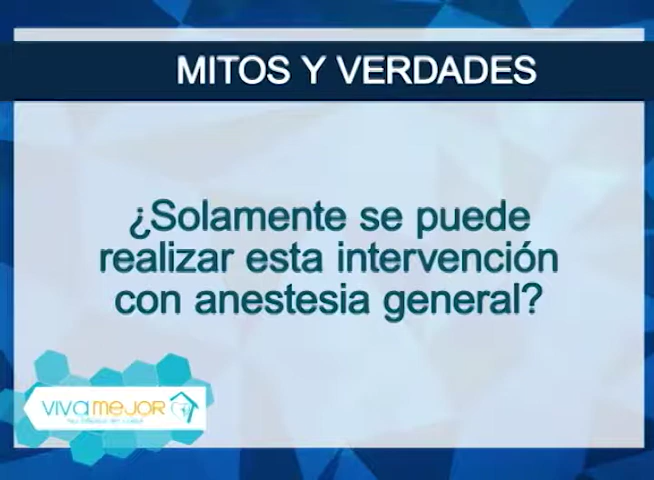 MITOS Y VERDADES
¿Solamente se puede
realizar esta intervención
con anestesia general?
VIVAMEJOR